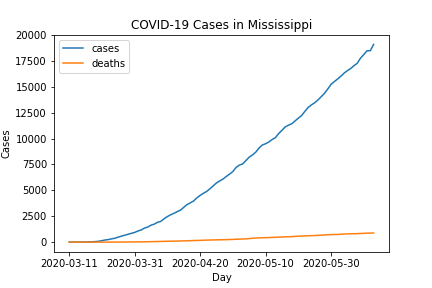 COVID-19 Cases in Mississippi
cases
deaths
20000
17500
15000
12500
10000
7500
5000
2500
0
Cases
2020-03-11 2020-03-31 2020-04-20 2020-05-10 2020-05-30
Day